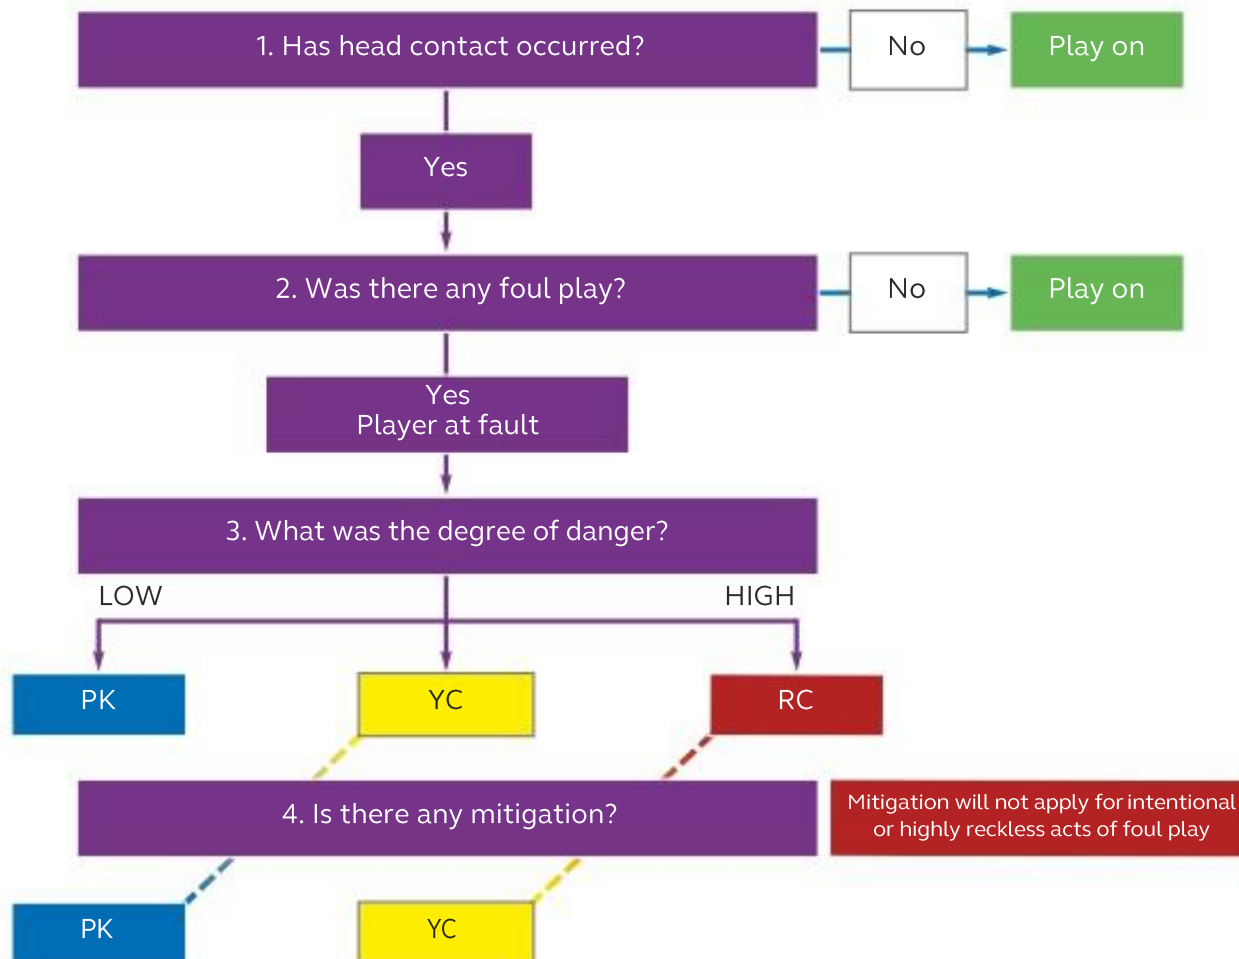 1. Has head contact occurred?
No
Play on
Yes
2. Was there any foul play?
No
Play on
Yes
Player at fault
3. What was the degree of danger?
LOW
HIGH
PK
YC
RC
4. Is there any mitigation?
Mitigation will not apply for intentional
or highly reckless acts of foul play
PK
YC